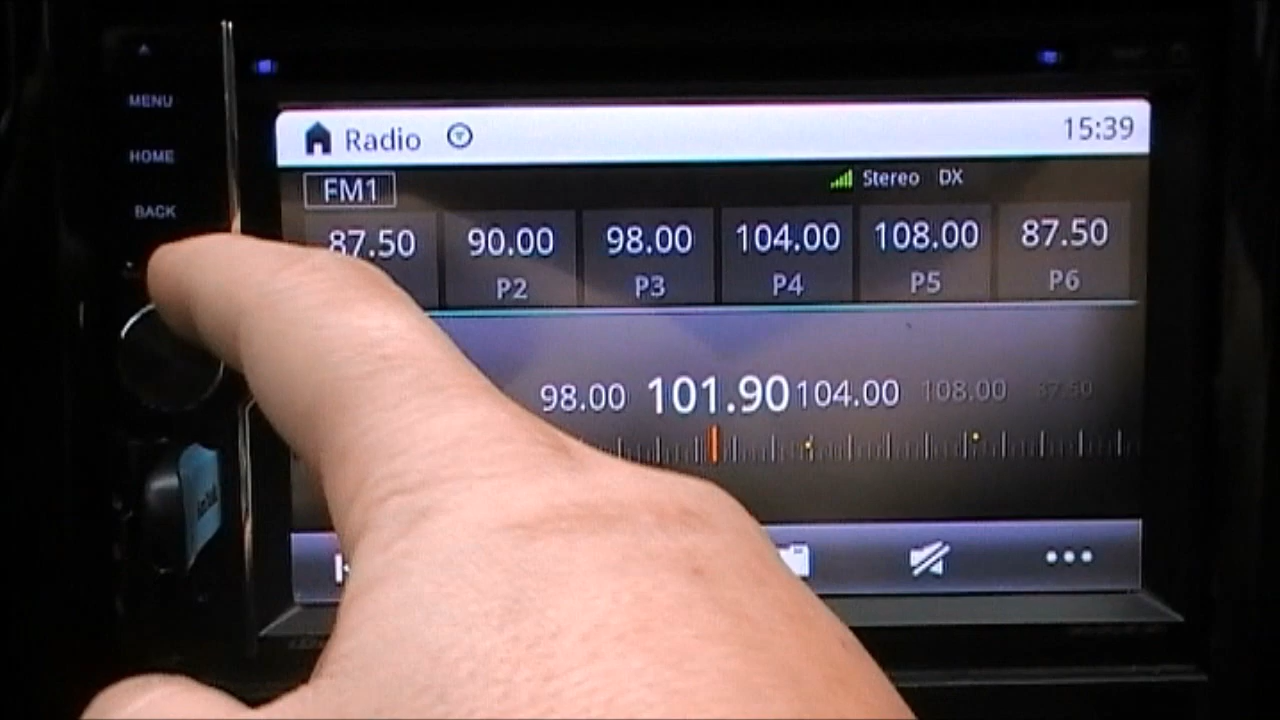 MENU
HOME
BACK
Radio 15:39
FM1 Stereo DX
87.50 90.00 98.00 104.00 108.00 87.50
P2 P3 P4 P5 P6
98.00 101.90 104.00 108.00 87.50